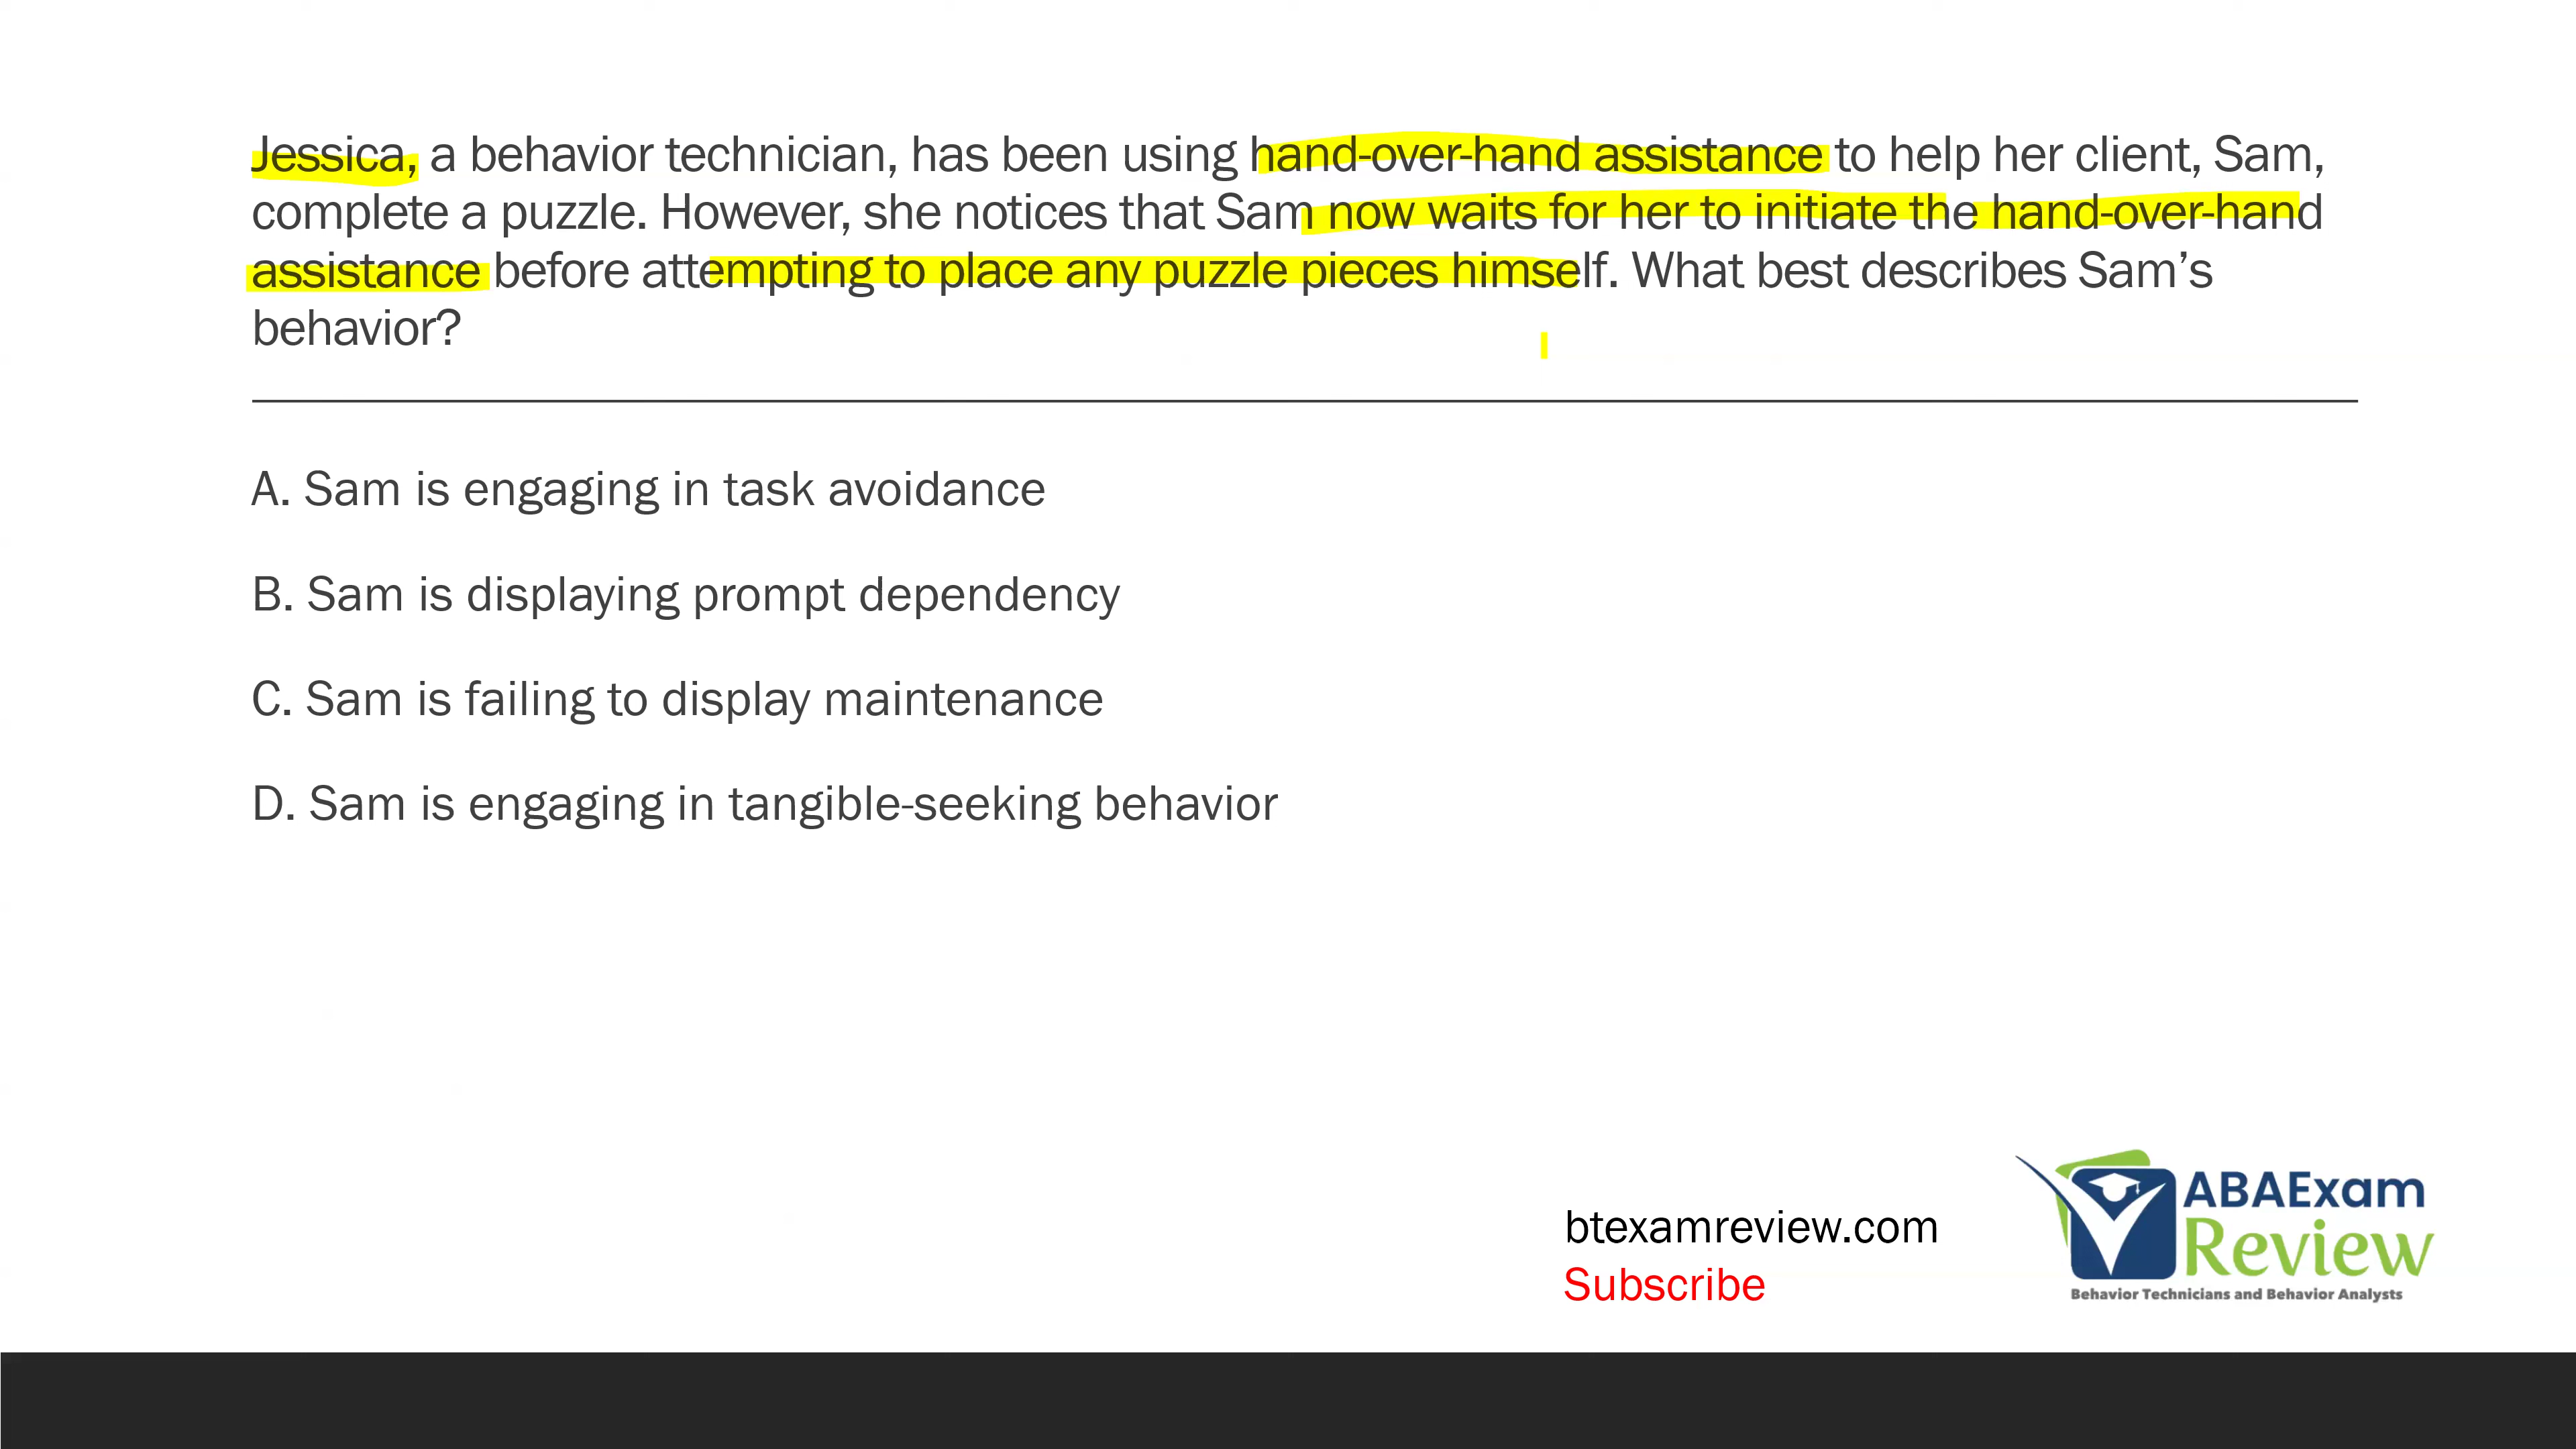 Jessica, a behavior technician, has been using hand-over-hand assistance to help her client, Sam,
complete a puzzle. However, she notices that Sam now waits for her to initiate the hand-over-hand
assistance before attempting to place any puzzle pieces himself. What best describes Sam’s
behavior?
A. Sam is engaging in task avoidance
B. Sam is displaying prompt dependency
C. Sam is failing to display maintenance
D. Sam is engaging in tangible-seeking behavior
btexamreview.com
Subscribe
ABAExam
Review
Behavior Technicians and Behavior Analysts